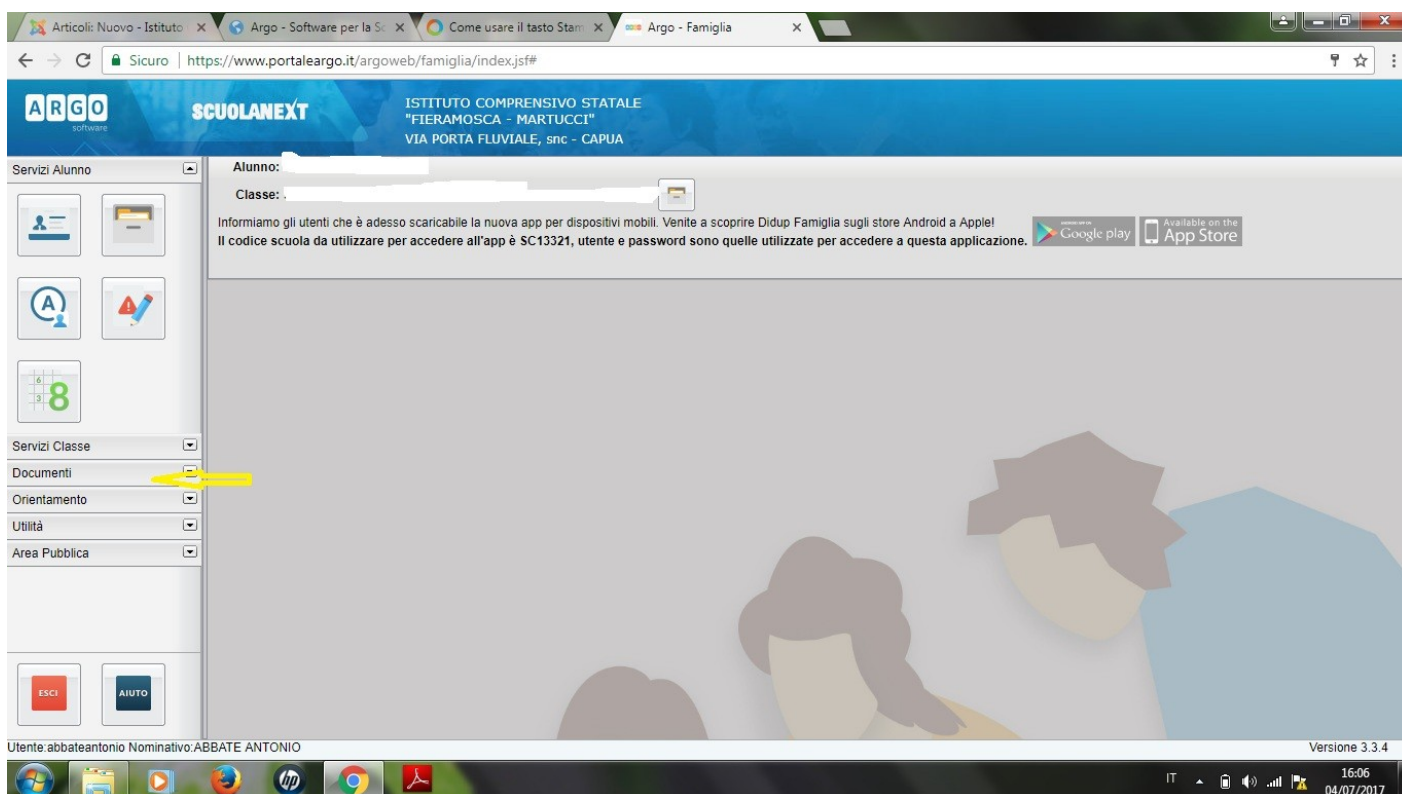 Articoli: Nuovo - Istituto
Argo - Software per la Sc
Come usare il tasto Stam
Argo - Famiglia
Sicuro | https://www.portaleargo.it/argoweb/famiglia/index.jsf#
ARGO
software
SCUOLANEXT
ISTITUTO COMPRENSIVO STATALE
"FIERAMOSCA - MARTUCCI"
VIA PORTA FLUVIALE, snc - CAPUA
Servizi Alunno
Alunno:
Classe:
Informiamo gli utenti che è adesso scaricabile la nuova app per dispositivi mobili. Venite a scoprire Didup Famiglia sugli store Android a Apple!
Il codice scuola da utilizzare per accedere all'app è SC13321, utente e password sono quelle utilizzate per accedere a questa applicazione.
Google play
Available on the
App Store
A
6
3 8
Servizi Classe
Documenti
Orientamento
Utilità
Area Pubblica
ESCI
AIUTO
Utente:abbateantonio Nominativo:ABBATE ANTONIO
Versione 3.3.4
hp
IT
16:06
04/07/2017